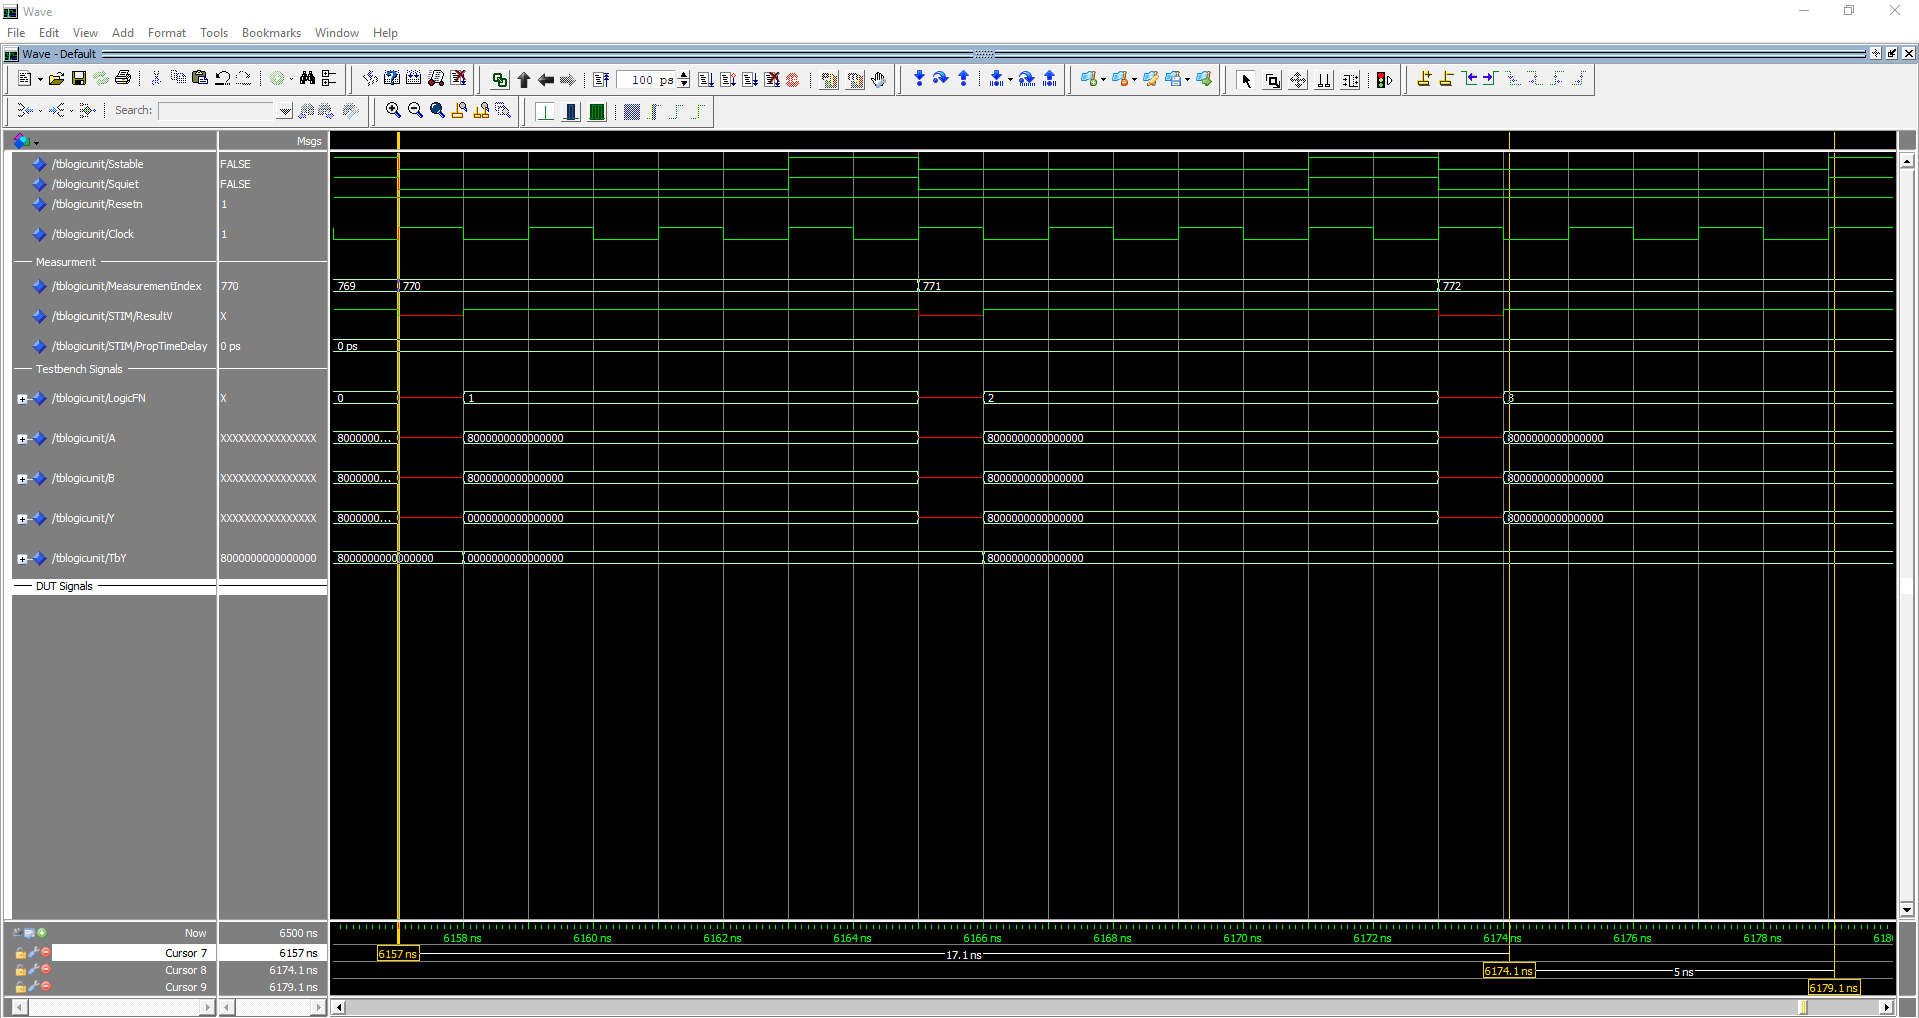 Wave
File Edit View Add Format Tools Bookmarks Window Help
Wave - Default
100 ps
Search:
Msgs
/tblogicunit/Sstable FALSE
/tblogicunit/Squiet FALSE
/tblogicunit/Resetn 1
/tblogicunit/Clock 1
Measurment
/tblogicunit/MeasurementIndex 770 769 770 771 772
/tblogicunit/STIM/ResultV X
/tblogicunit/STIM/PropTimeDelay 0 ps 0 ps
Testbench Signals
/tblogicunit/LogicFN X 0 1 2 3
/tblogicunit/A XXXXXXXXXXXXXXXX 8000000... 8000000000000000 8000000000000000 8000000000000000
/tblogicunit/B XXXXXXXXXXXXXXXX 8000000... 8000000000000000 8000000000000000 8000000000000000
/tblogicunit/Y XXXXXXXXXXXXXXXX 8000000... 0000000000000000 8000000000000000 8000000000000000
/tblogicunit/TbY 8000000000000000 8000000000000000 0000000000000000 8000000000000000
DUT Signals
Now 6500 ns 6158 ns 6160 ns 6162 ns 6164 ns 6166 ns 6168 ns 6170 ns 6172 ns 6174 ns 6176 ns 6178 ns 618
Cursor 7 6157 ns 6157 ns 17.1 ns
Cursor 8 6174.1 ns 6174.1 ns 5 ns
Cursor 9 6179.1 ns 6179.1 ns